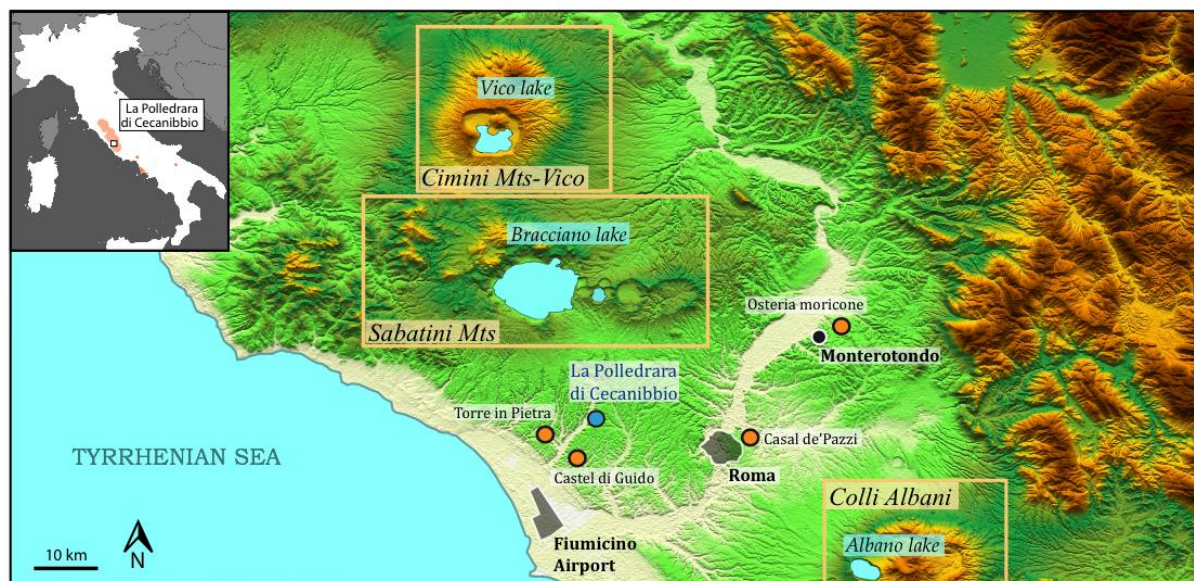 La Polledrara
di Cecanibbio
Vico lake
Cimini Mts-Vico
Bracciano lake
Sabatini Mts
Osteria moricone
Monterotondo
La Polledrara
di Cecanibbio
Torre in Pietra
Castel di Guido
Casal de'Pazzi
Roma
TYRRHENIAN SEA
Colli Albani
Albano lake
Fiumicino
Airport
10 km
N